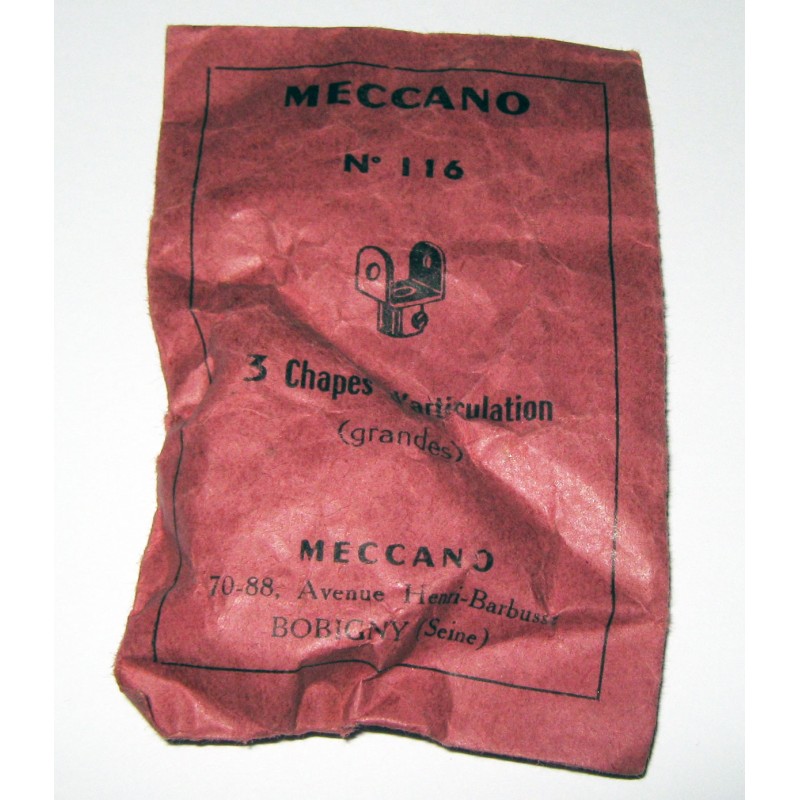 MECCANO
N° 116
3 Chapes d'articulation
(grandes)
MECCANO
70-88, Avenue Henri-Barbusse
BOBIGNY (Seine)